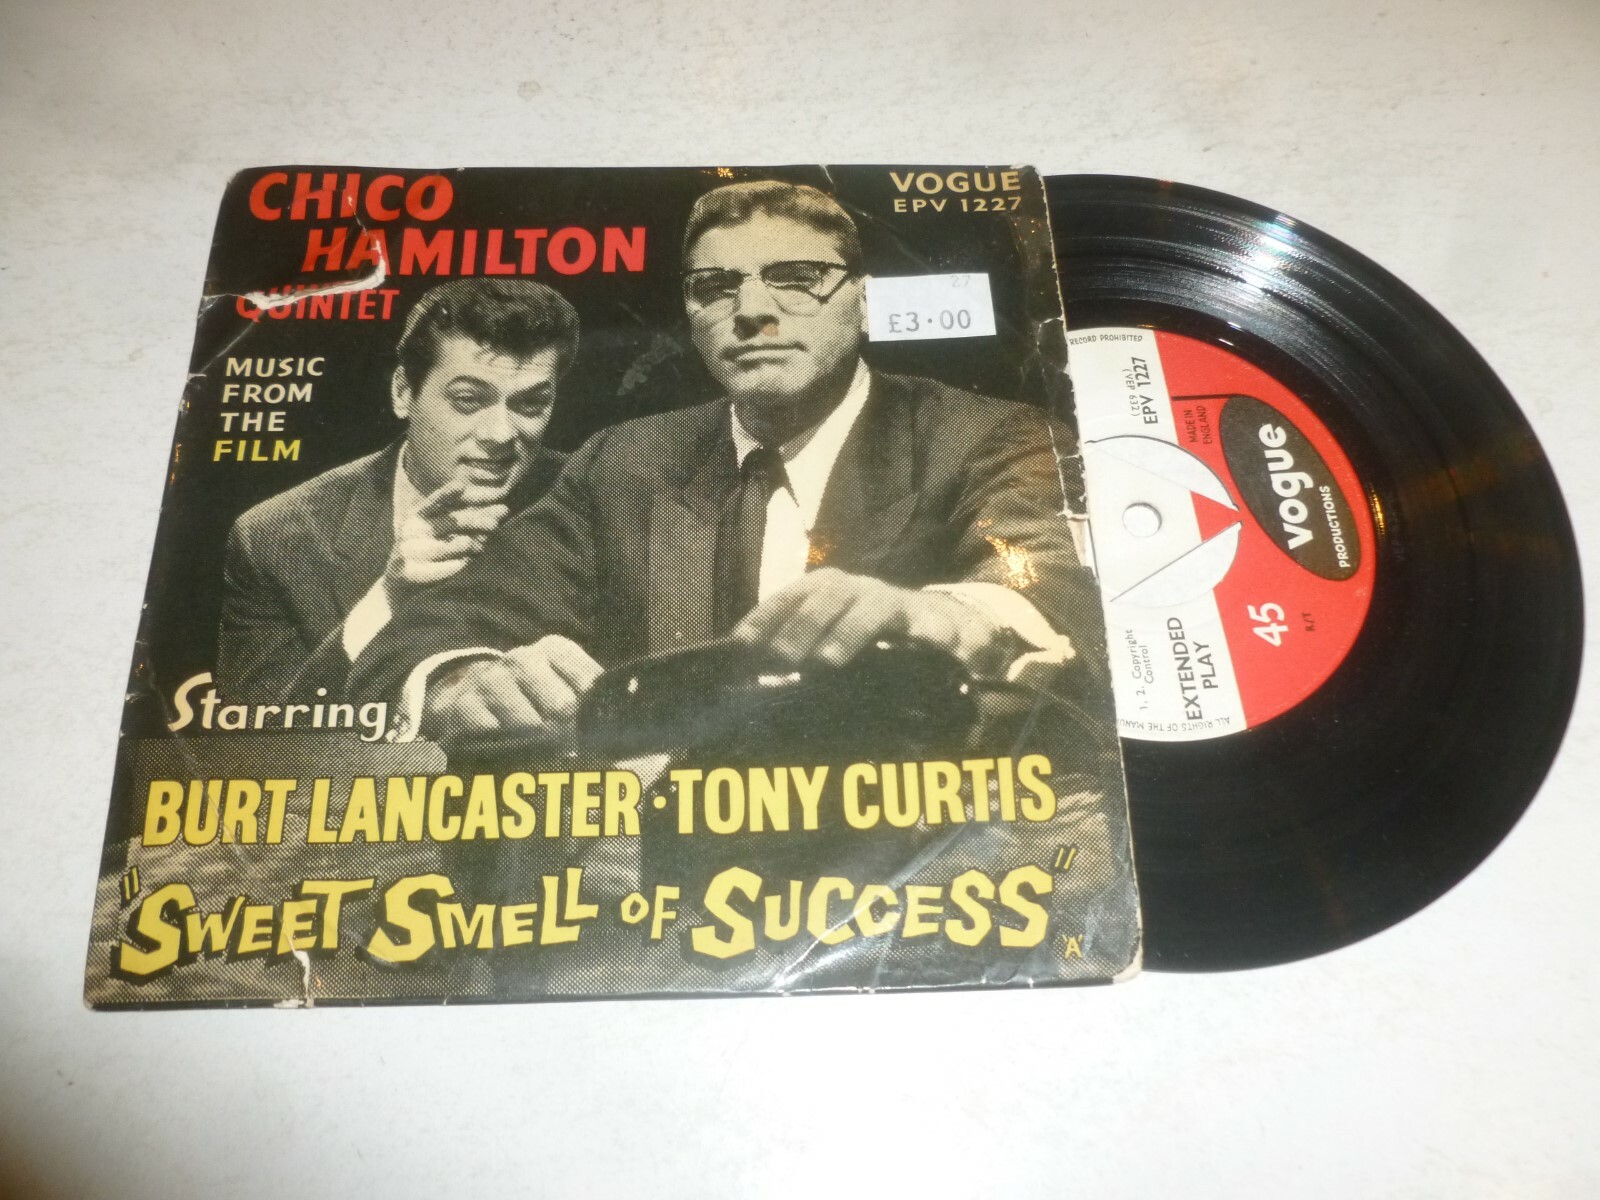 CHICO
HAMILTON
QUINTET
MUSIC
FROM
THE
FILM
VOGUE
EPV 1227
27
£3.00
Starring
BURT LANCASTER · TONY CURTIS
"SWEET SMELL OF SUCCESS"
'A'
RECORD PROHIBITED
EPV 1227
(VEP 632)
MADE IN
ENGLAND
vogue
PRODUCTIONS
45
R/T
EXTENDED
PLAY
1. 2. Copyright
Control
ALL RIGHTS OF THE MANU